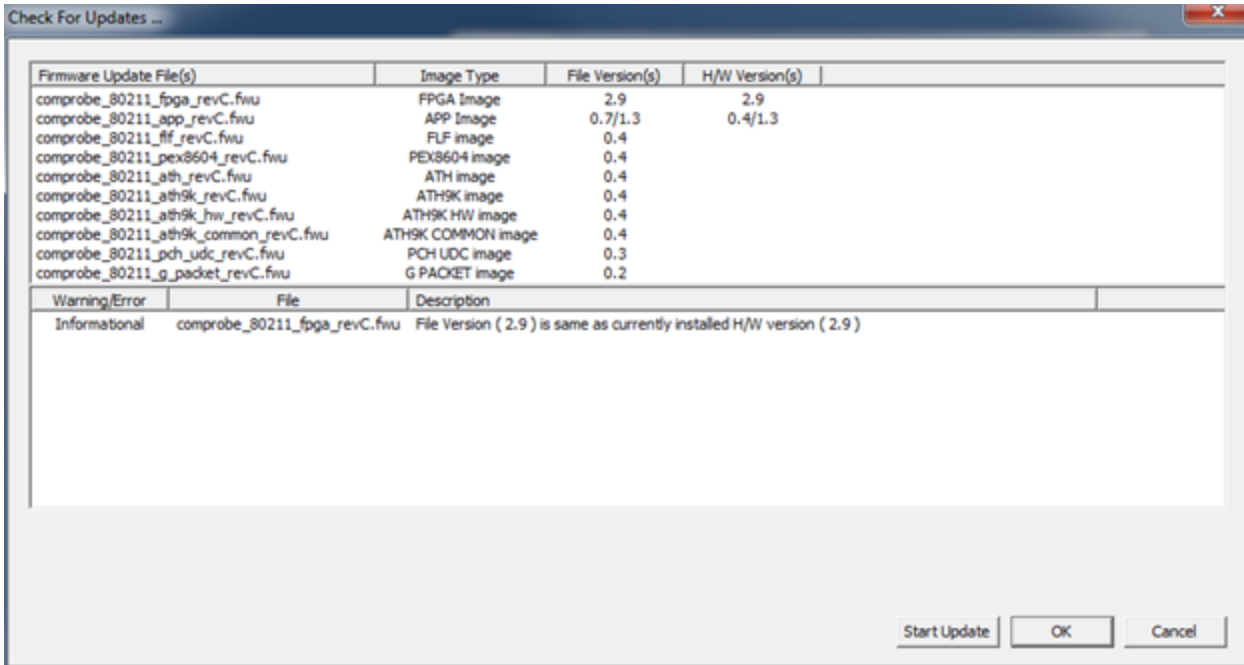 Check For Updates ...
Firmware Update File(s) Image Type File Version(s) H/W Version(s)
comprobe_80211_fpga_revC.fwu FPGA Image 2.9 2.9
comprobe_80211_app_revC.fwu APP Image 0.7/1.3 0.4/1.3
comprobe_80211_flf_revC.fwu FLF image 0.4
comprobe_80211_pex8604_revC.fwu PEX8604 image 0.4
comprobe_80211_ath_revC.fwu ATH image 0.4
comprobe_80211_ath9k_revC.fwu ATH9K image 0.4
comprobe_80211_ath9k_hw_revC.fwu ATH9K HW image 0.4
comprobe_80211_ath9k_common_revC.fwu ATH9K COMMON image 0.4
comprobe_80211_pch_udc_revC.fwu PCH UDC image 0.3
comprobe_80211_g_packet_revC.fwu G PACKET image 0.2
Warning/Error File Description
Informational comprobe_80211_fpga_revC.fwu File Version ( 2.9 ) is same as currently installed H/W version ( 2.9 )
Start Update OK Cancel